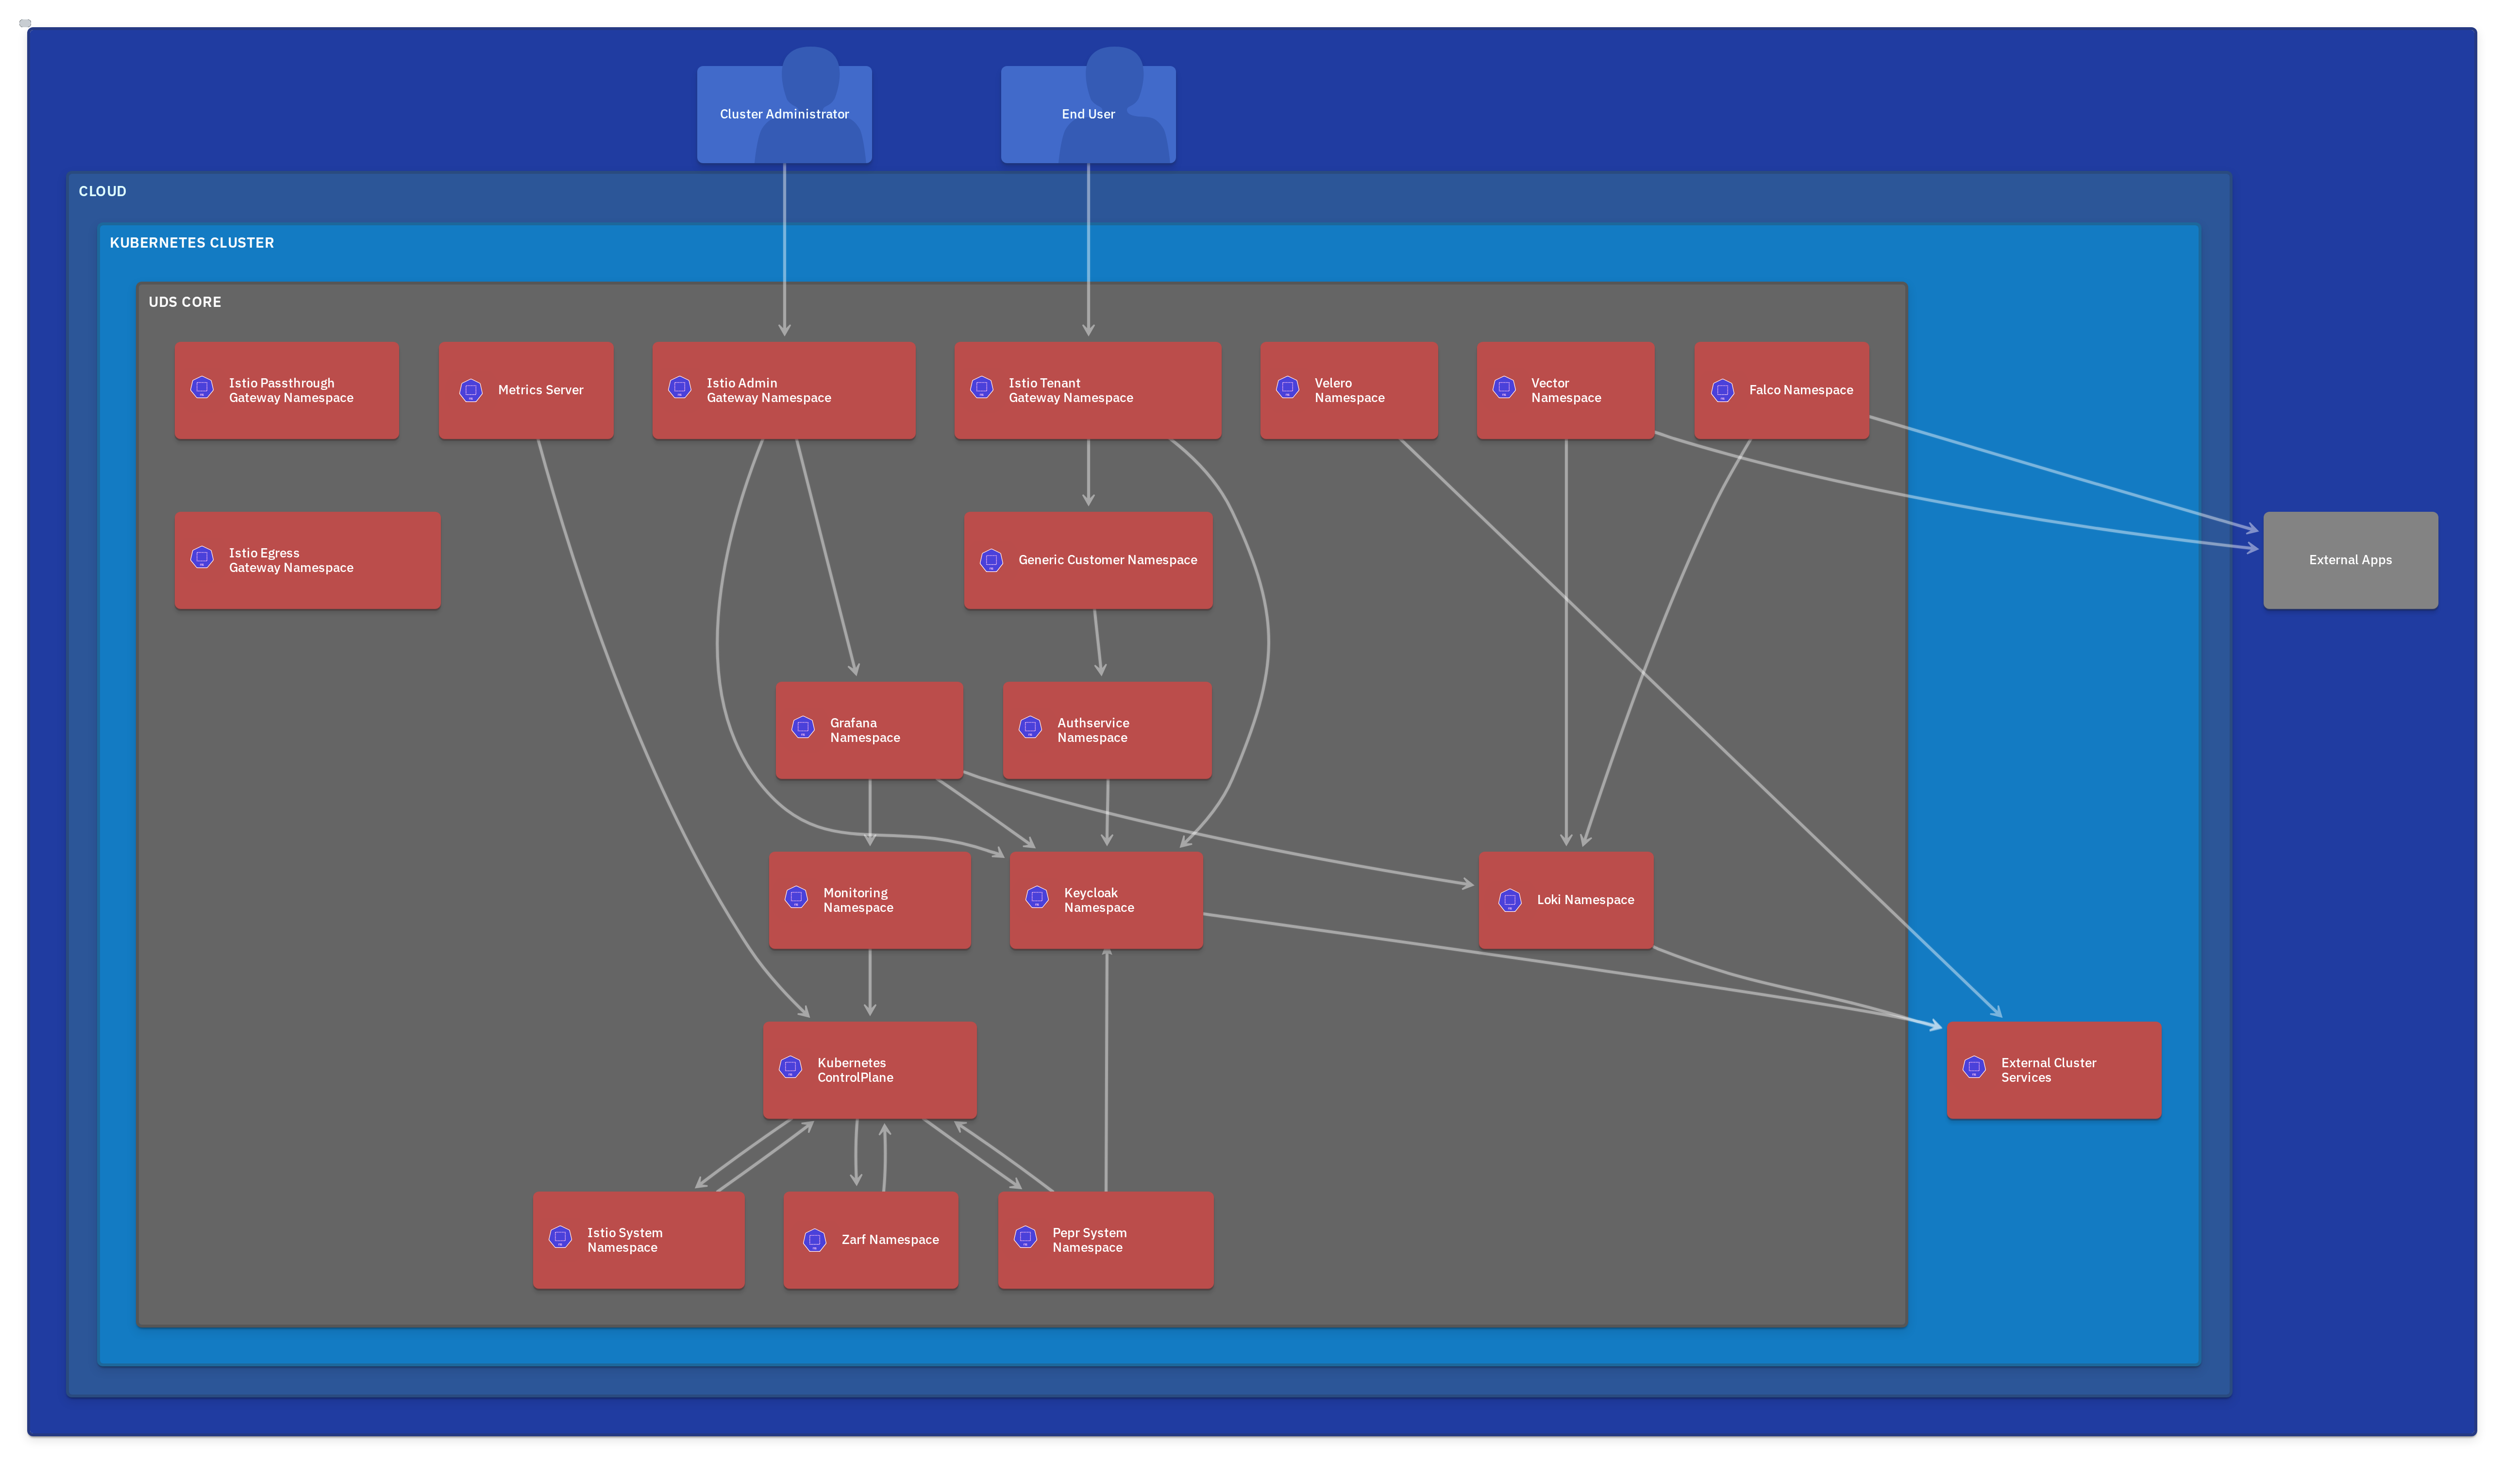 Cluster Administrator
End User
CLOUD
KUBERNETES CLUSTER
UDS CORE
Istio Passthrough
Gateway Namespace
Metrics Server
Istio Admin
Gateway Namespace
Istio Tenant
Gateway Namespace
Velero
Namespace
Vector
Namespace
Falco Namespace
Istio Egress
Gateway Namespace
Generic Customer Namespace
External Apps
Grafana
Namespace
Authservice
Namespace
Monitoring
Namespace
Keycloak
Namespace
Loki Namespace
Kubernetes
ControlPlane
External Cluster
Services
Istio System
Namespace
Zarf Namespace
Pepr System
Namespace